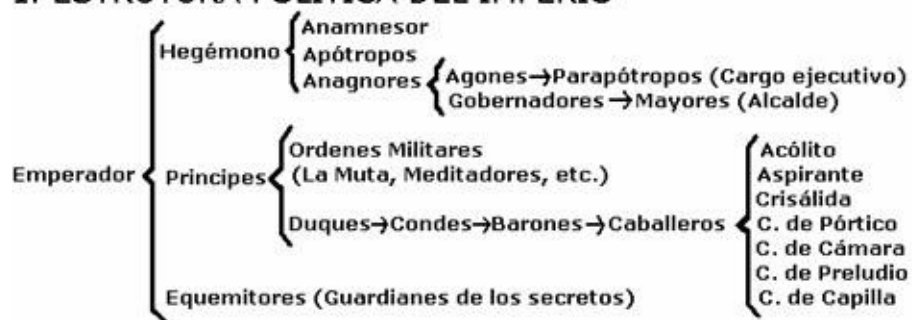 Hegémono
Anamnesor
Apótropos
Anagnores
Agones→Parapótropos (Cargo ejecutivo)
Gobernadores→Mayores (Alcalde)
Emperador
Principes
Ordenes Militares
(La Muta, Meditadores, etc.)
Duques→Condes→Barones→Caballeros
Acólito
Aspirante
Crisálida
C. de Pórtico
C. de Cámara
C. de Preludio
C. de Capilla
Equemitores (Guardianes de los secretos)